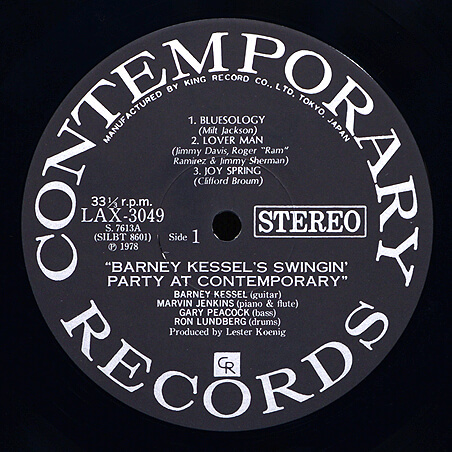 CONTEMPORARY
MANUFACTURED BY KING RECORD CO., LTD, TOKYO, JAPAN
1. BLUESOLOGY
(Milt Jackson)
2. LOVER MAN
(Jimmy Davis, Roger "Ram"
Ramirez & Jimmy Sherman)
3. JOY SPRING
(Clifford Broum)
33⅓ r.p.m.
LAX-3049
S. 7613A
(SILBT 8601)
℗ 1978
Side 1
STEREO
"BARNEY KESSEL'S SWINGIN'
PARTY AT CONTEMPORARY"
BARNEY KESSEL (guitar)
MARVIN JENKINS (piano & flute)
GARY PEACOCK (bass)
RON LUNDBERG (drums)
Produced by Lester Koenig
CR
RECORDS